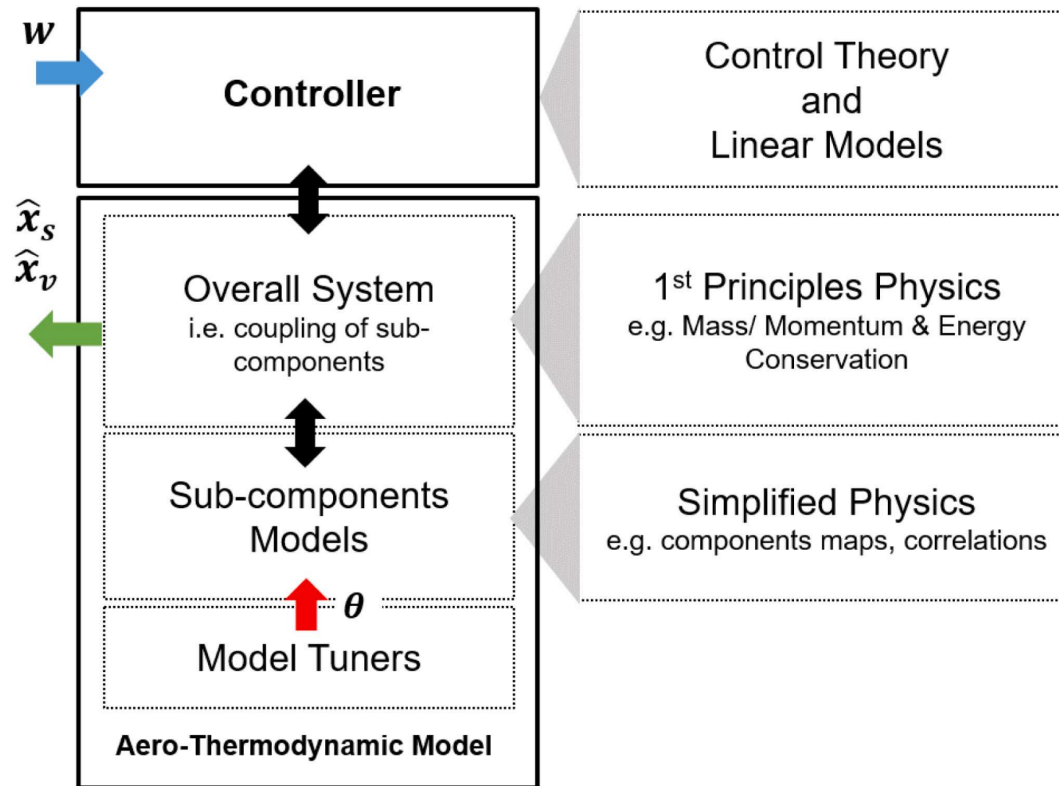 w
Controller
Control Theory
and
Linear Models
x̂ₛ
x̂ᵥ
Overall System
i.e. coupling of sub-
components
1st Principles Physics
e.g. Mass/ Momentum & Energy
Conservation
Sub-components
Models
Simplified Physics
e.g. components maps, correlations
θ
Model Tuners
Aero-Thermodynamic Model